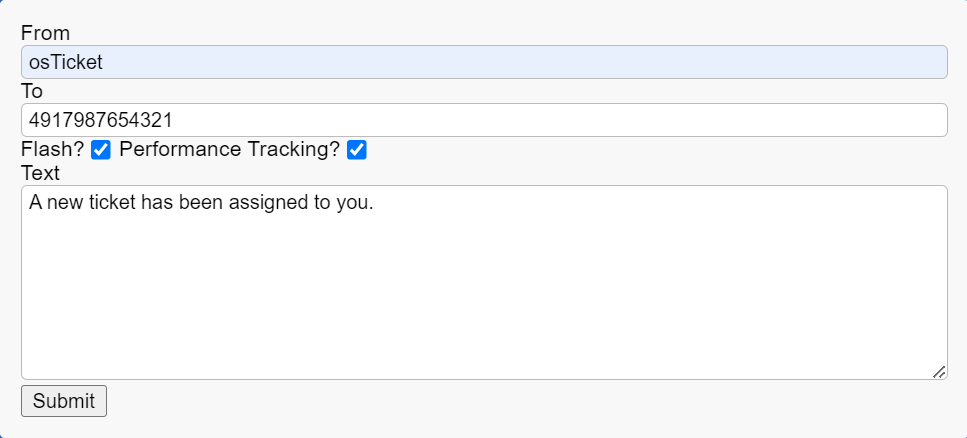 From
osTicket
To
4917987654321
Flash? Performance Tracking?
Text
A new ticket has been assigned to you.
Submit